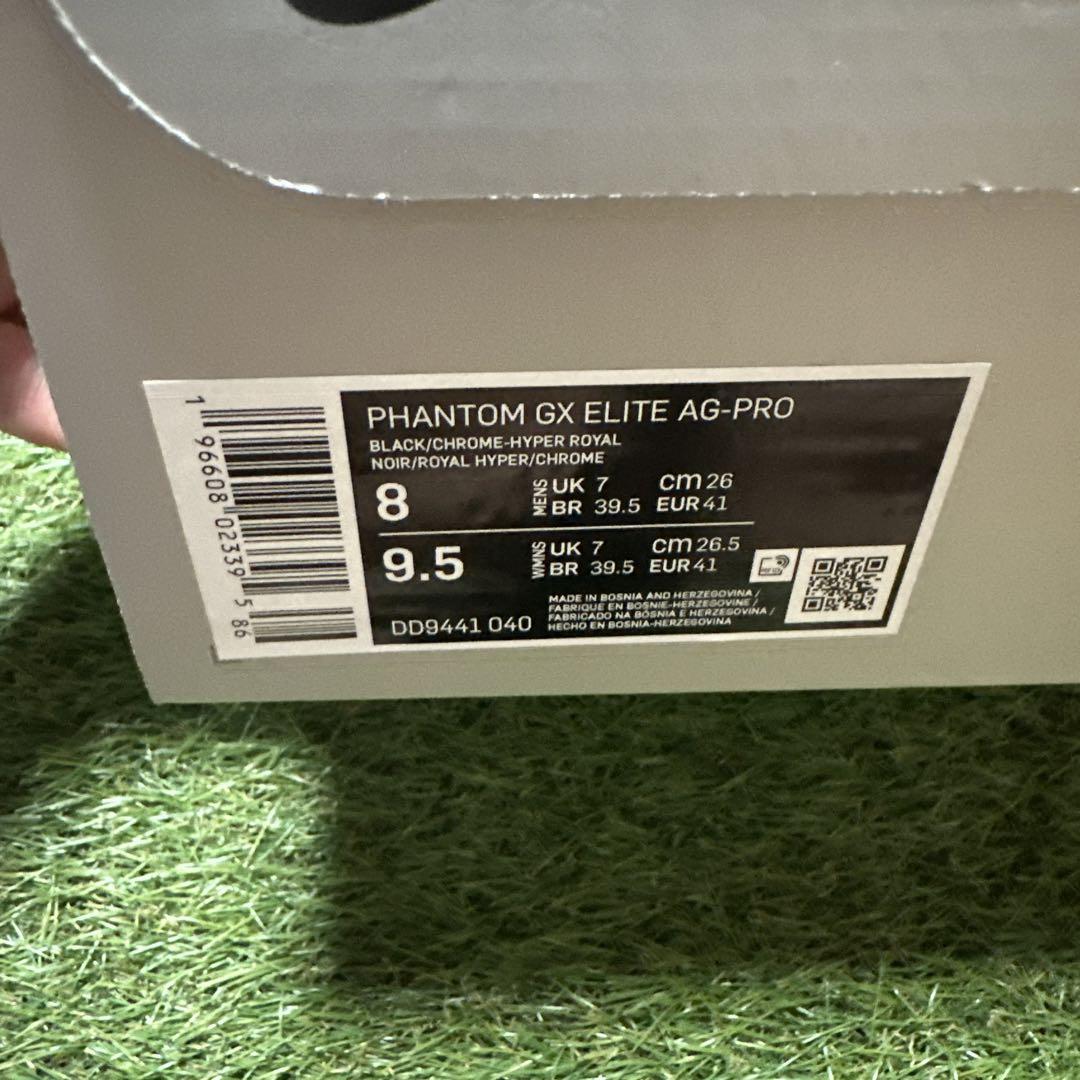 PHANTOM GX ELITE AG-PRO
BLACK/CHROME-HYPER ROYAL
NOIR/ROYAL HYPER/CHROME
8 MENS UK 7 cm 26
BR 39.5 EUR 41
9.5 WMNS UK 7 cm 26.5
BR 39.5 EUR 41
DD9441 040
MADE IN BOSNIA AND HERZEGOVINA /
FABRIQUE EN BOSNIE-HERZEGOVINE /
FABRICADO NA BÓSNIA E HERZEGOVINA /
HECHO EN BOSNIA-HERZEGOVINA
1 96608 02339 5 86